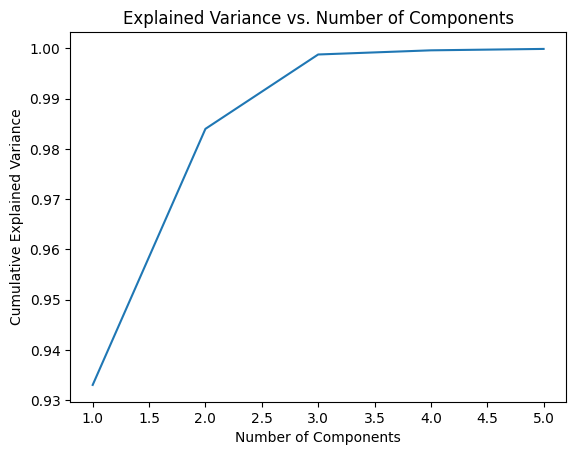 Explained Variance vs. Number of Components
1.00
0.99
0.98
0.97
0.96
0.95
0.94
0.93
Cumulative Explained Variance
1.0 1.5 2.0 2.5 3.0 3.5 4.0 4.5 5.0
Number of Components